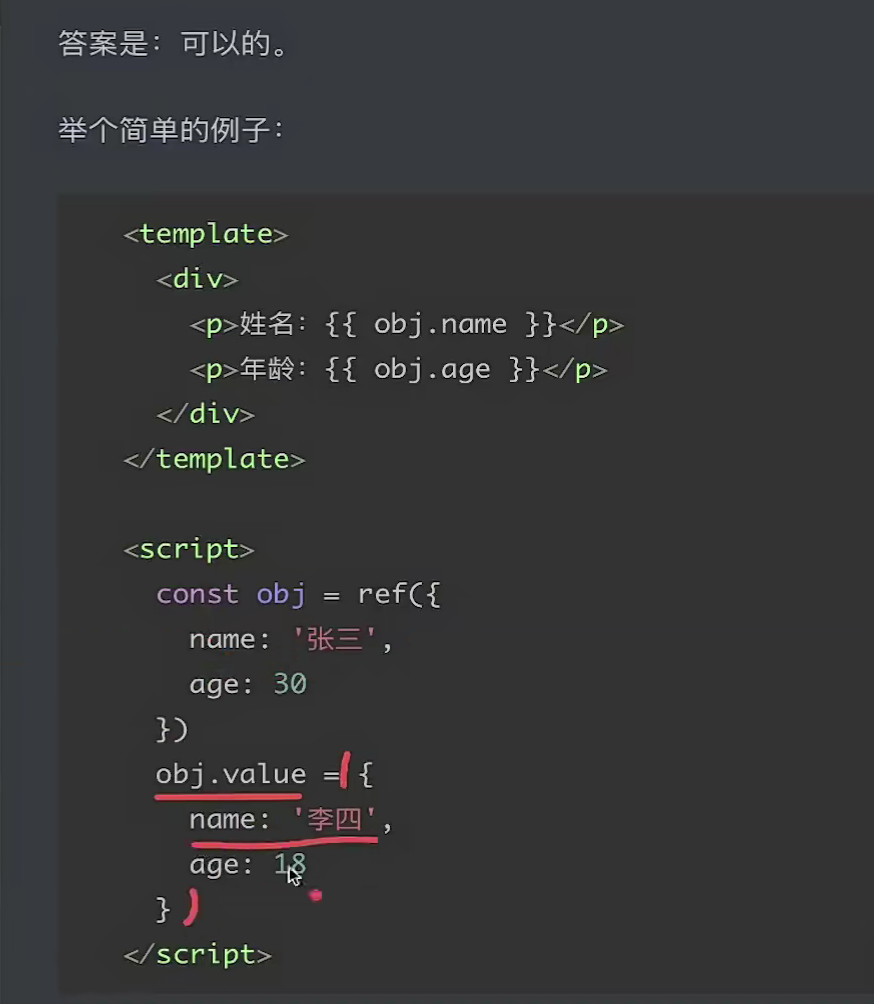 答案是：可以的。
举个简单的例子：
<template>
<div>
<p>姓名：{{ obj.name }}</p>
<p>年龄：{{ obj.age }}</p>
</div>
</template>
<script>
const obj = ref({
name: '张三',
age: 30
})
obj.value = {
name: '李四',
age: 18
}
</script>